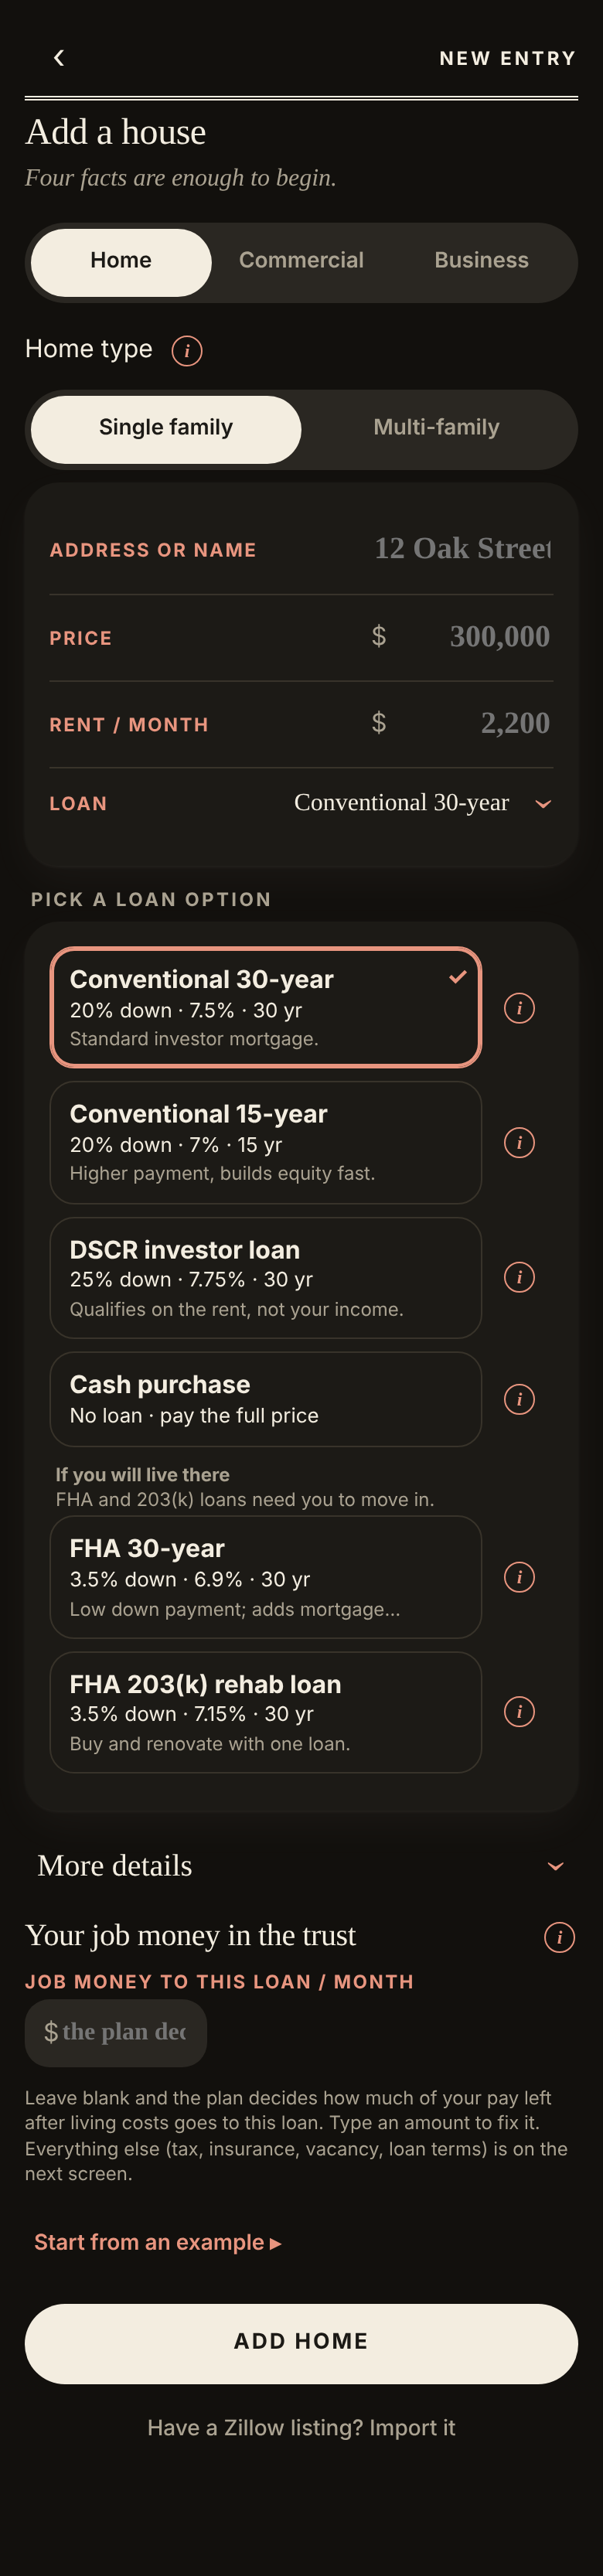 NEW ENTRY
Add a house
Four facts are enough to begin.
Home Commercial Business
Home type i
Single family Multi-family
ADDRESS OR NAME 12 Oak Street
PRICE $ 300,000
RENT / MONTH $ 2,200
LOAN Conventional 30-year
PICK A LOAN OPTION
Conventional 30-year
20% down · 7.5% · 30 yr
Standard investor mortgage.
i
Conventional 15-year
20% down · 7% · 15 yr
Higher payment, builds equity fast.
i
DSCR investor loan
25% down · 7.75% · 30 yr
Qualifies on the rent, not your income.
i
Cash purchase
No loan · pay the full price
i
If you will live there
FHA and 203(k) loans need you to move in.
FHA 30-year
3.5% down · 6.9% · 30 yr
Low down payment; adds mortgage...
i
FHA 203(k) rehab loan
3.5% down · 7.15% · 30 yr
Buy and renovate with one loan.
i
More details
Your job money in the trust i
JOB MONEY TO THIS LOAN / MONTH
$ the plan dec
Leave blank and the plan decides how much of your pay left
after living costs goes to this loan. Type an amount to fix it.
Everything else (tax, insurance, vacancy, loan terms) is on the
next screen.
Start from an example ▸
ADD HOME
Have a Zillow listing? Import it